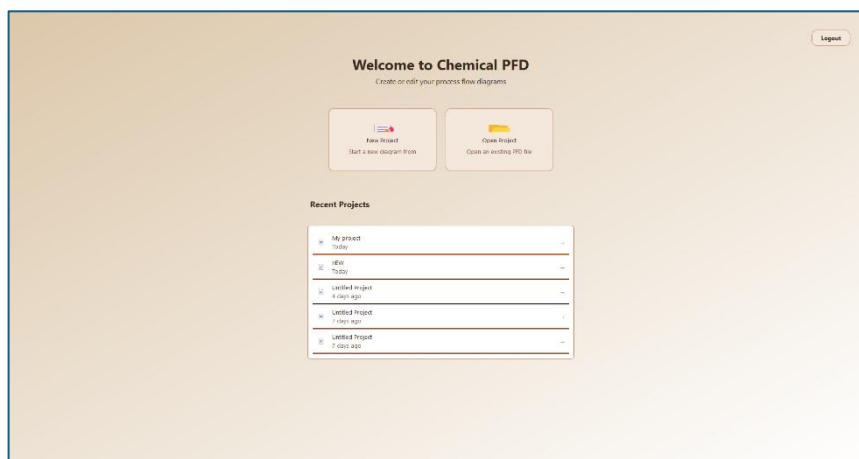 Logout
Welcome to Chemical PFD
Create or edit your process flow diagrams
New Project
Start a new diagram from
Open Project
Open an existing PFD file
Recent Projects
My project
Today
nEW
Today
Untitled Project
4 days ago
Untitled Project
7 days ago
Untitled Project
7 days ago